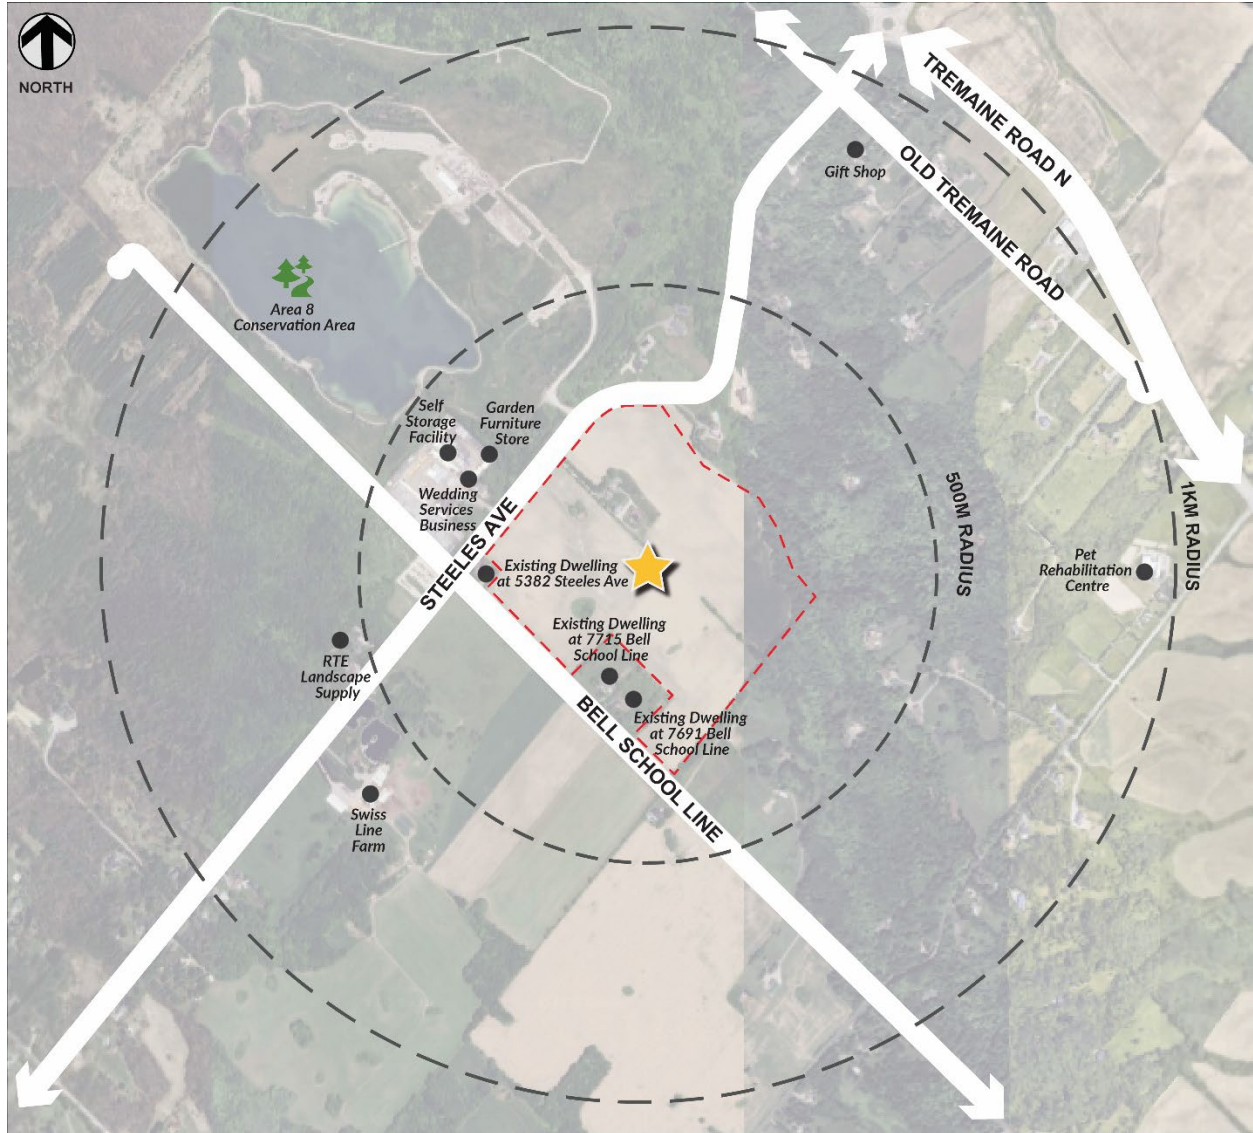 NORTH
TREMAINE ROAD N
Gift Shop
OLD TREMAINE ROAD
Area 8
Conservation Area
Self
Storage
Facility
Garden
Furniture
Store
Wedding
Services
Business
STEELES AVE
500M RADIUS
1KM RADIUS
Existing Dwelling
at 5382 Steeles Ave
Pet
Rehabilitation
Centre
Existing Dwelling
at 7715 Bell
School Line
RTE
Landscape
Supply
Existing Dwelling
at 7691 Bell
School Line
BELL SCHOOL LINE
Swiss
Line
Farm